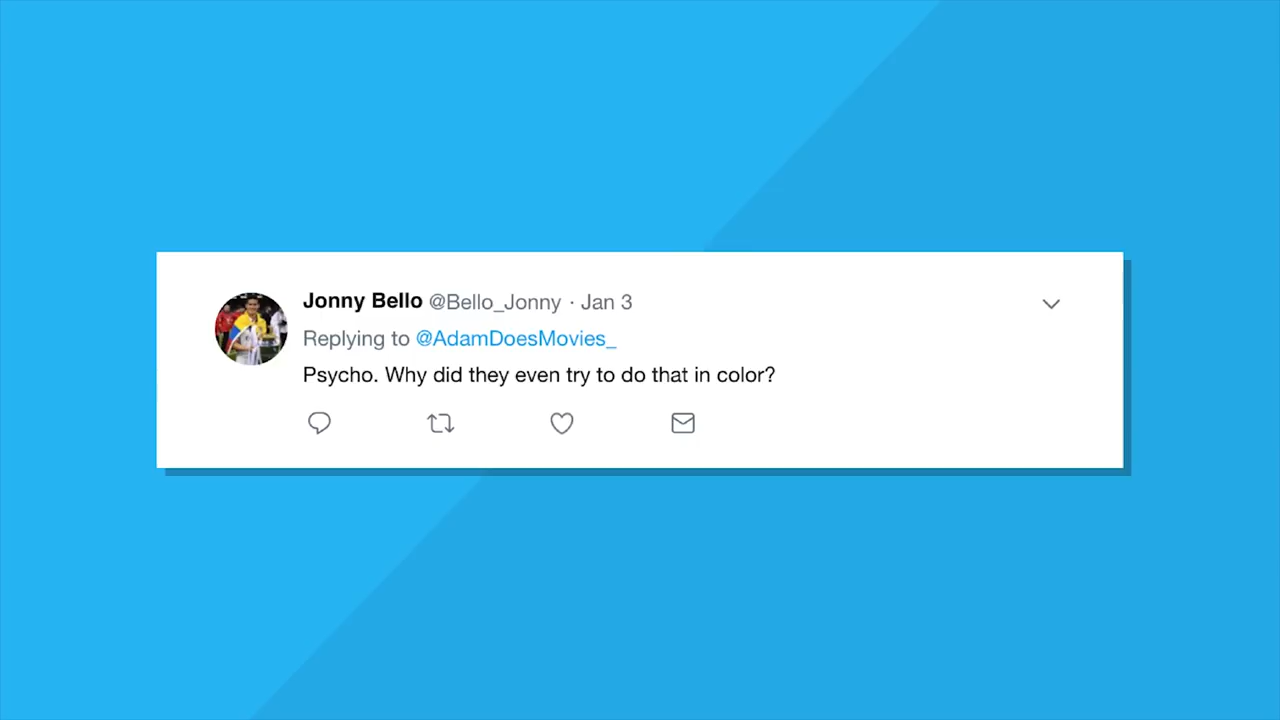 Jonny Bello @Bello_Jonny · Jan 3
Replying to @AdamDoesMovies_
Psycho. Why did they even try to do that in color?